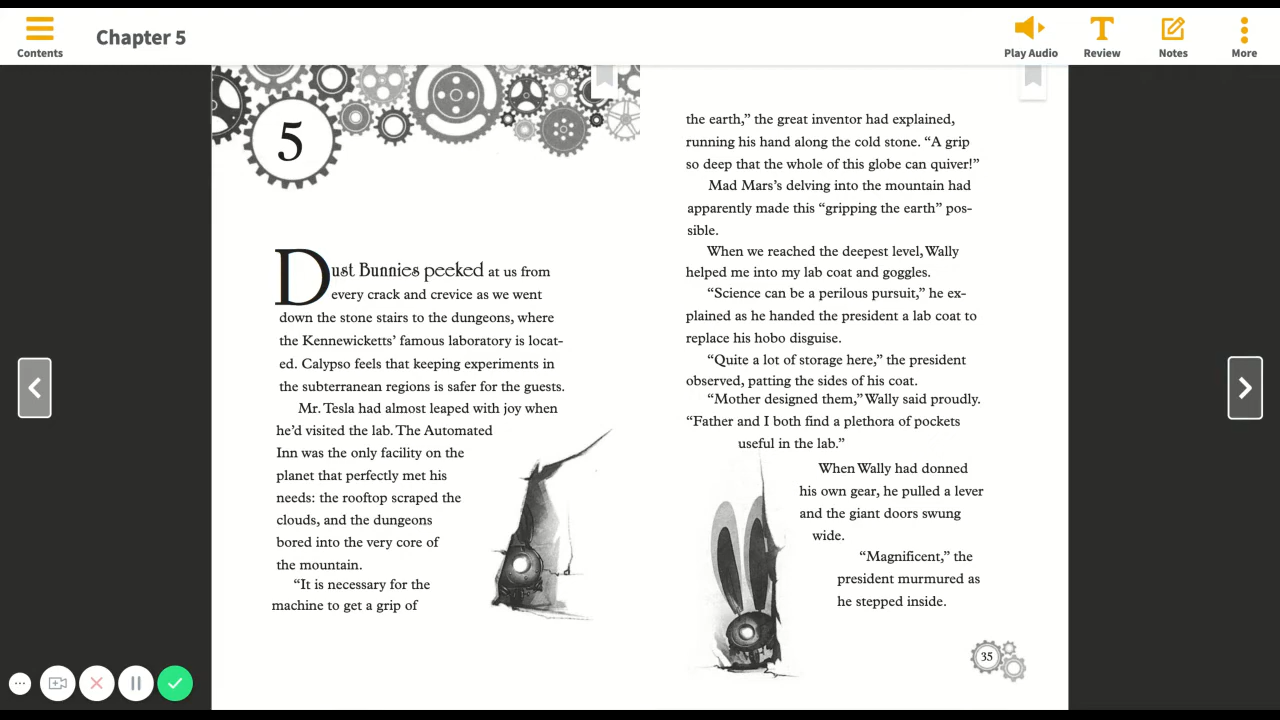 Contents
Chapter 5
Play Audio
Review
Notes
More
5
Dust Bunnies peeked at us from
every crack and crevice as we went
down the stone stairs to the dungeons, where
the Kennewicketts’ famous laboratory is locat-
ed. Calypso feels that keeping experiments in
the subterranean regions is safer for the guests.
Mr. Tesla had almost leaped with joy when
he’d visited the lab. The Automated
Inn was the only facility on the
planet that perfectly met his
needs: the rooftop scraped the
clouds, and the dungeons
bored into the very core of
the mountain.
“It is necessary for the
machine to get a grip of
the earth,” the great inventor had explained,
running his hand along the cold stone. “A grip
so deep that the whole of this globe can quiver!”
Mad Mars’s delving into the mountain had
apparently made this “gripping the earth” pos-
sible.
When we reached the deepest level, Wally
helped me into my lab coat and goggles.
“Science can be a perilous pursuit,” he ex-
plained as he handed the president a lab coat to
replace his hobo disguise.
“Quite a lot of storage here,” the president
observed, patting the sides of his coat.
“Mother designed them,” Wally said proudly.
“Father and I both find a plethora of pockets
useful in the lab.”
When Wally had donned
his own gear, he pulled a lever
and the giant doors swung
wide.
“Magnificent,” the
president murmured as
he stepped inside.
35